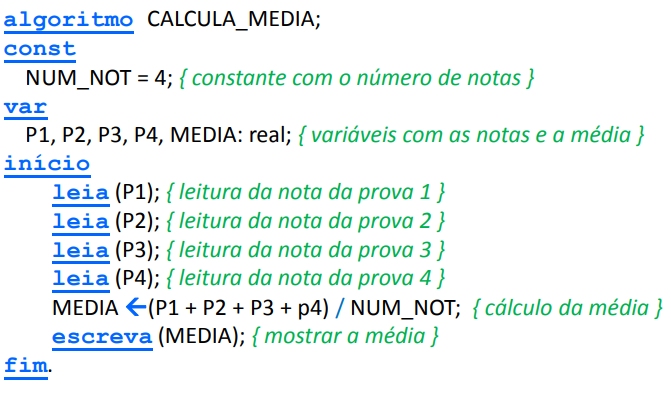 algoritmo CALCULA_MEDIA;
const
NUM_NOT = 4; { constante com o número de notas }
var
P1, P2, P3, P4, MEDIA: real; { variáveis com as notas e a média }
início
leia (P1); { leitura da nota da prova 1 }
leia (P2); { leitura da nota da prova 2 }
leia (P3); { leitura da nota da prova 3 }
leia (P4); { leitura da nota da prova 4 }
MEDIA ←(P1 + P2 + P3 + p4) / NUM_NOT; { cálculo da média }
escreva (MEDIA); { mostrar a média }
fim.